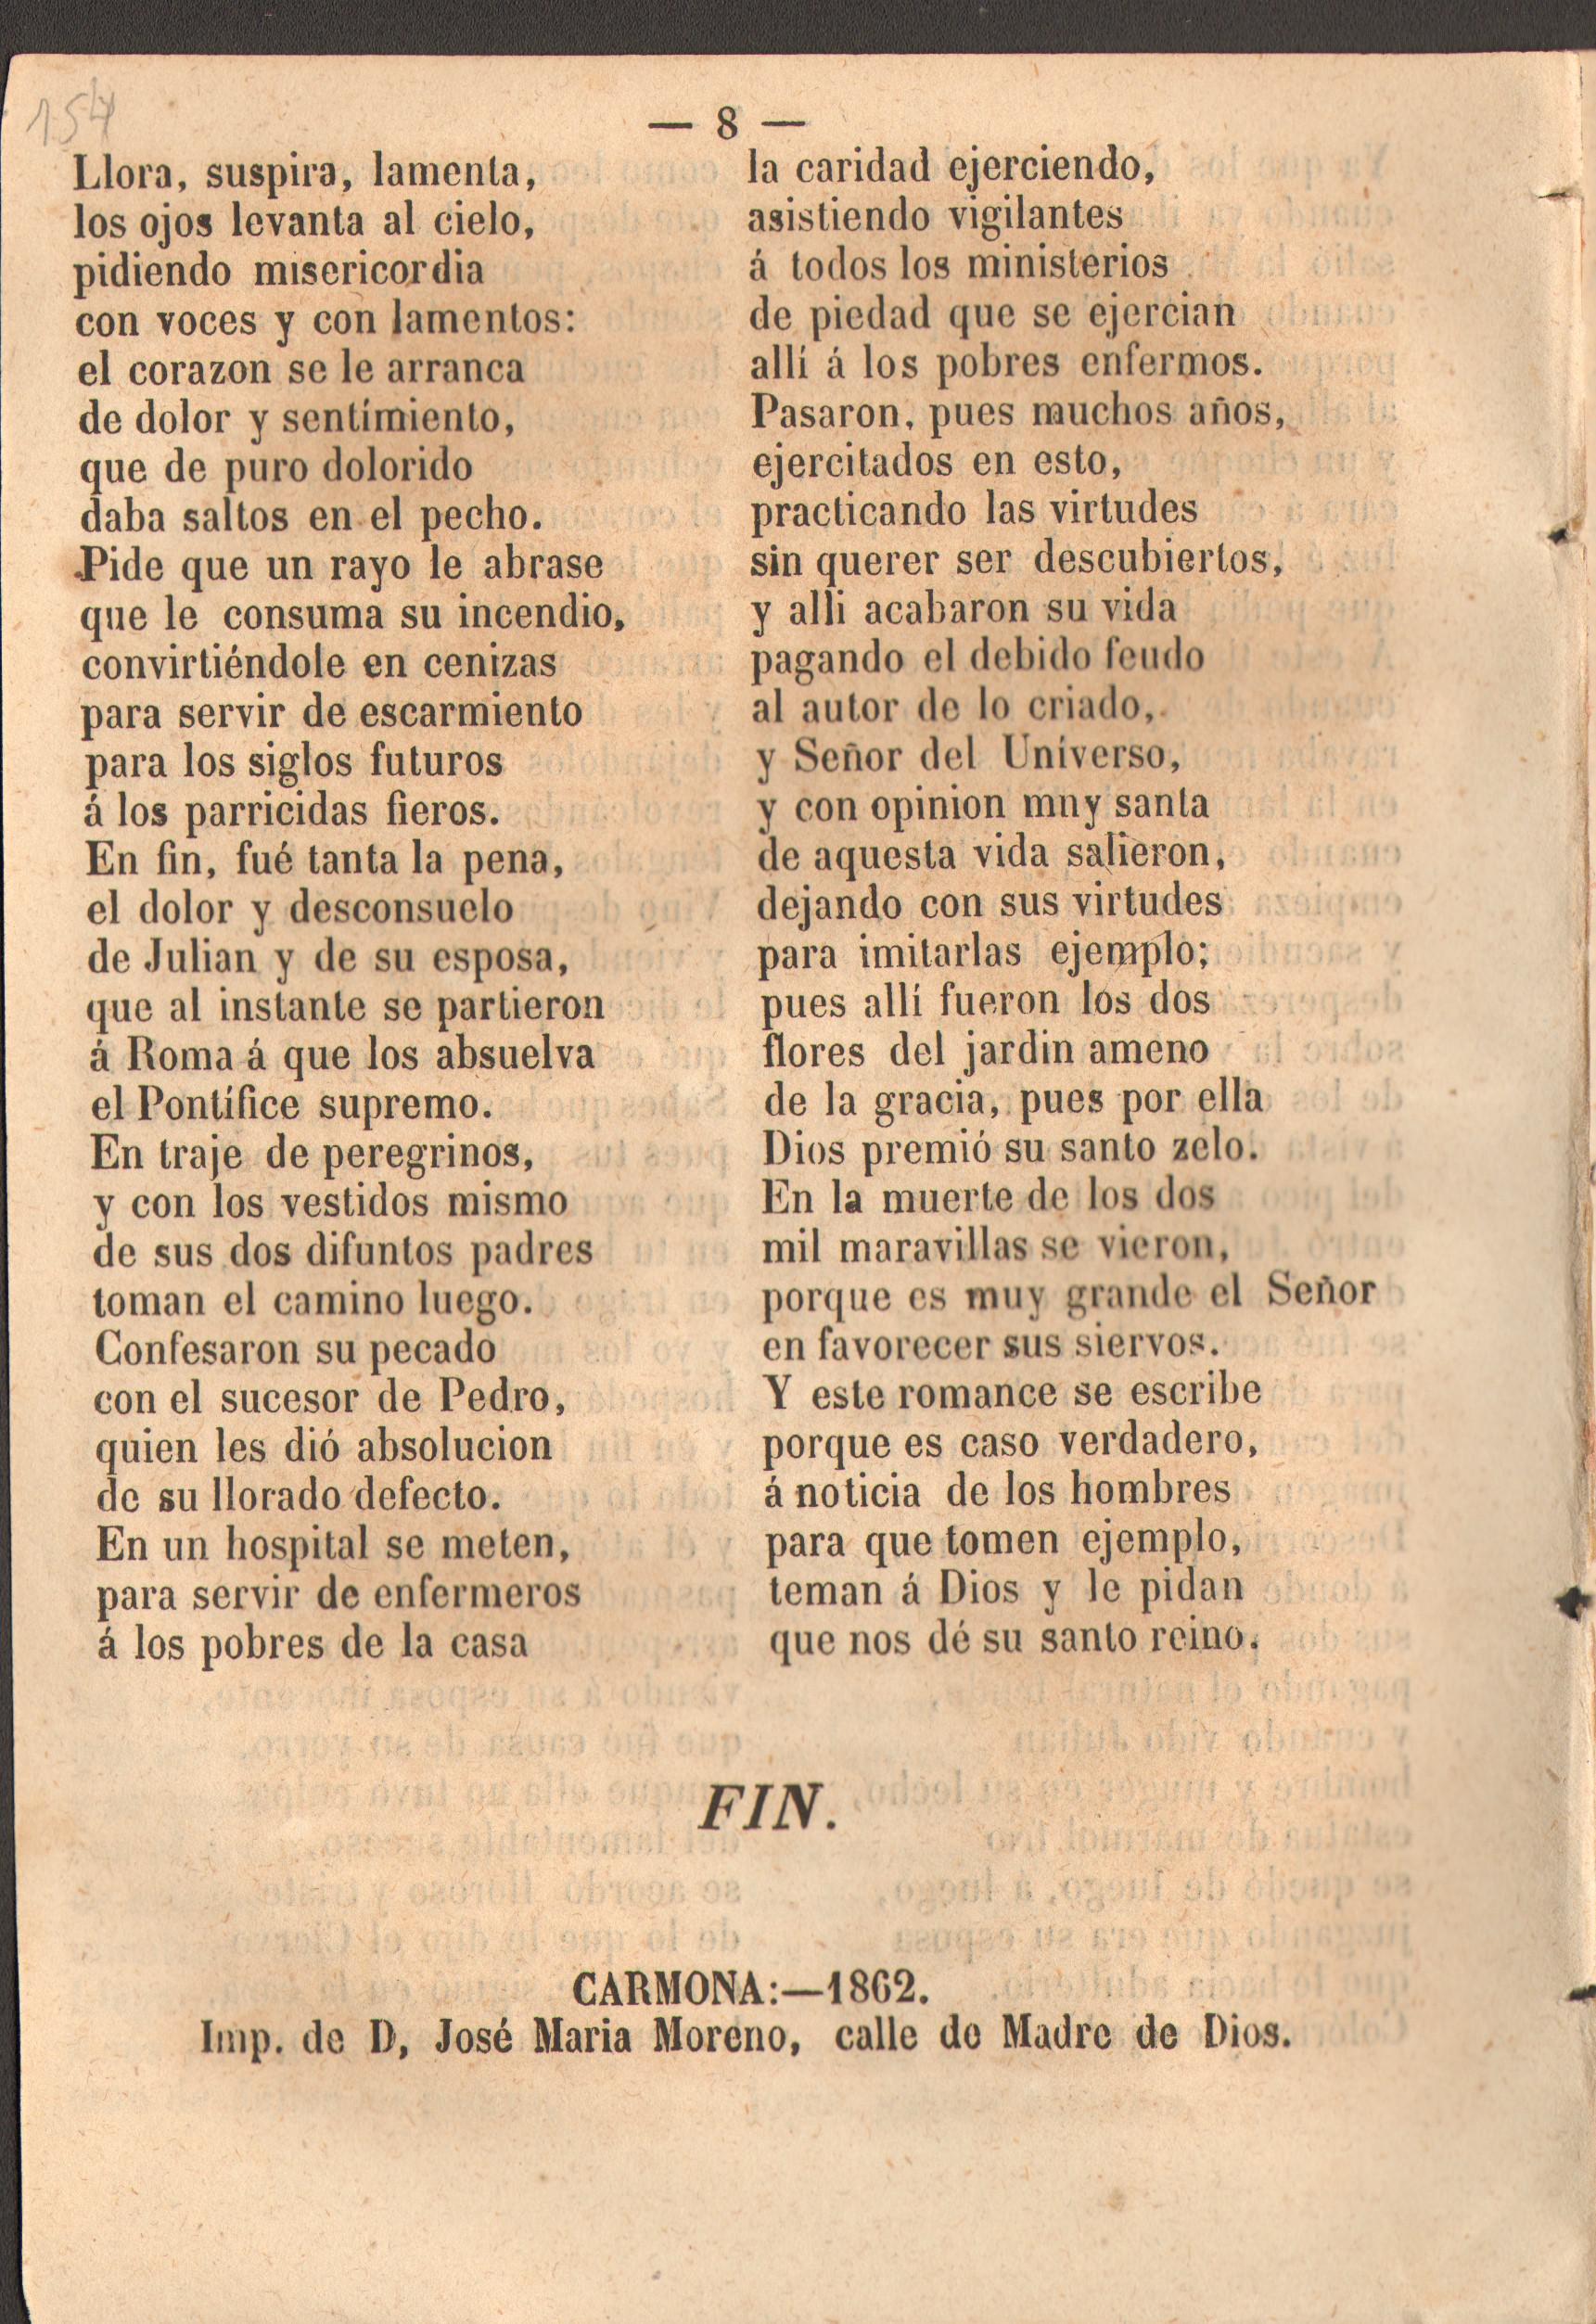 154
— 8 —
Llora, suspira, lamenta,
los ojos levanta al cielo,
pidiendo misericordia
con voces y con lamentos:
el corazon se le arranca
de dolor y sentímiento,
que de puro dolorido
daba saltos en el pecho.
Pide que un rayo le abrase
que le consuma su incendio,
convirtiéndole en cenizas
para servir de escarmiento
para los siglos futuros
á los parricidas fieros.
En fin, fué tanta la pena,
el dolor y desconsuelo
de Julian y de su esposa,
que al instante se partieron
á Roma á que los absuelva
el Pontífice supremo.
En traje de peregrinos,
y con los vestidos mismo
de sus dos difuntos padres
toman el camino luego.
Confesaron su pecado
con el sucesor de Pedro,
quien les dió absolucion
de su llorado defecto.
En un hospital se meten,
para servir de enfermeros
á los pobres de la casa
la caridad ejerciendo,
asistiendo vigilantes
á todos los ministerios
de piedad que se ejercian
allí á los pobres enfermos.
Pasaron, pues muchos años,
ejercitados en esto,
practicando las virtudes
sin querer ser descubiertos,
y alli acabaron su vida
pagando el debido feudo
al autor de lo criado,
y Señor del Uníverso,
y con opinion mny santa
de aquesta vida salieron,
dejando con sus virtudes
para imitarlas ejemplo;
pues allí fueron los dos
flores del jardin ameno
de la gracia, pues por ella
Dios premió su santo zelo.
En la muerte de los dos
mil maravillas se vieron,
porque es muy grande el Señor
en favorecer sus siervos.
Y este romance se escribe
porque es caso verdadero,
á noticia de los hombres
para que tomen ejemplo,
teman á Dios y le pidan
que nos dé su santo reino.
FIN.
CARMONA:—1862.
Imp. de D, José Maria Moreno, calle de Madre de Dios.